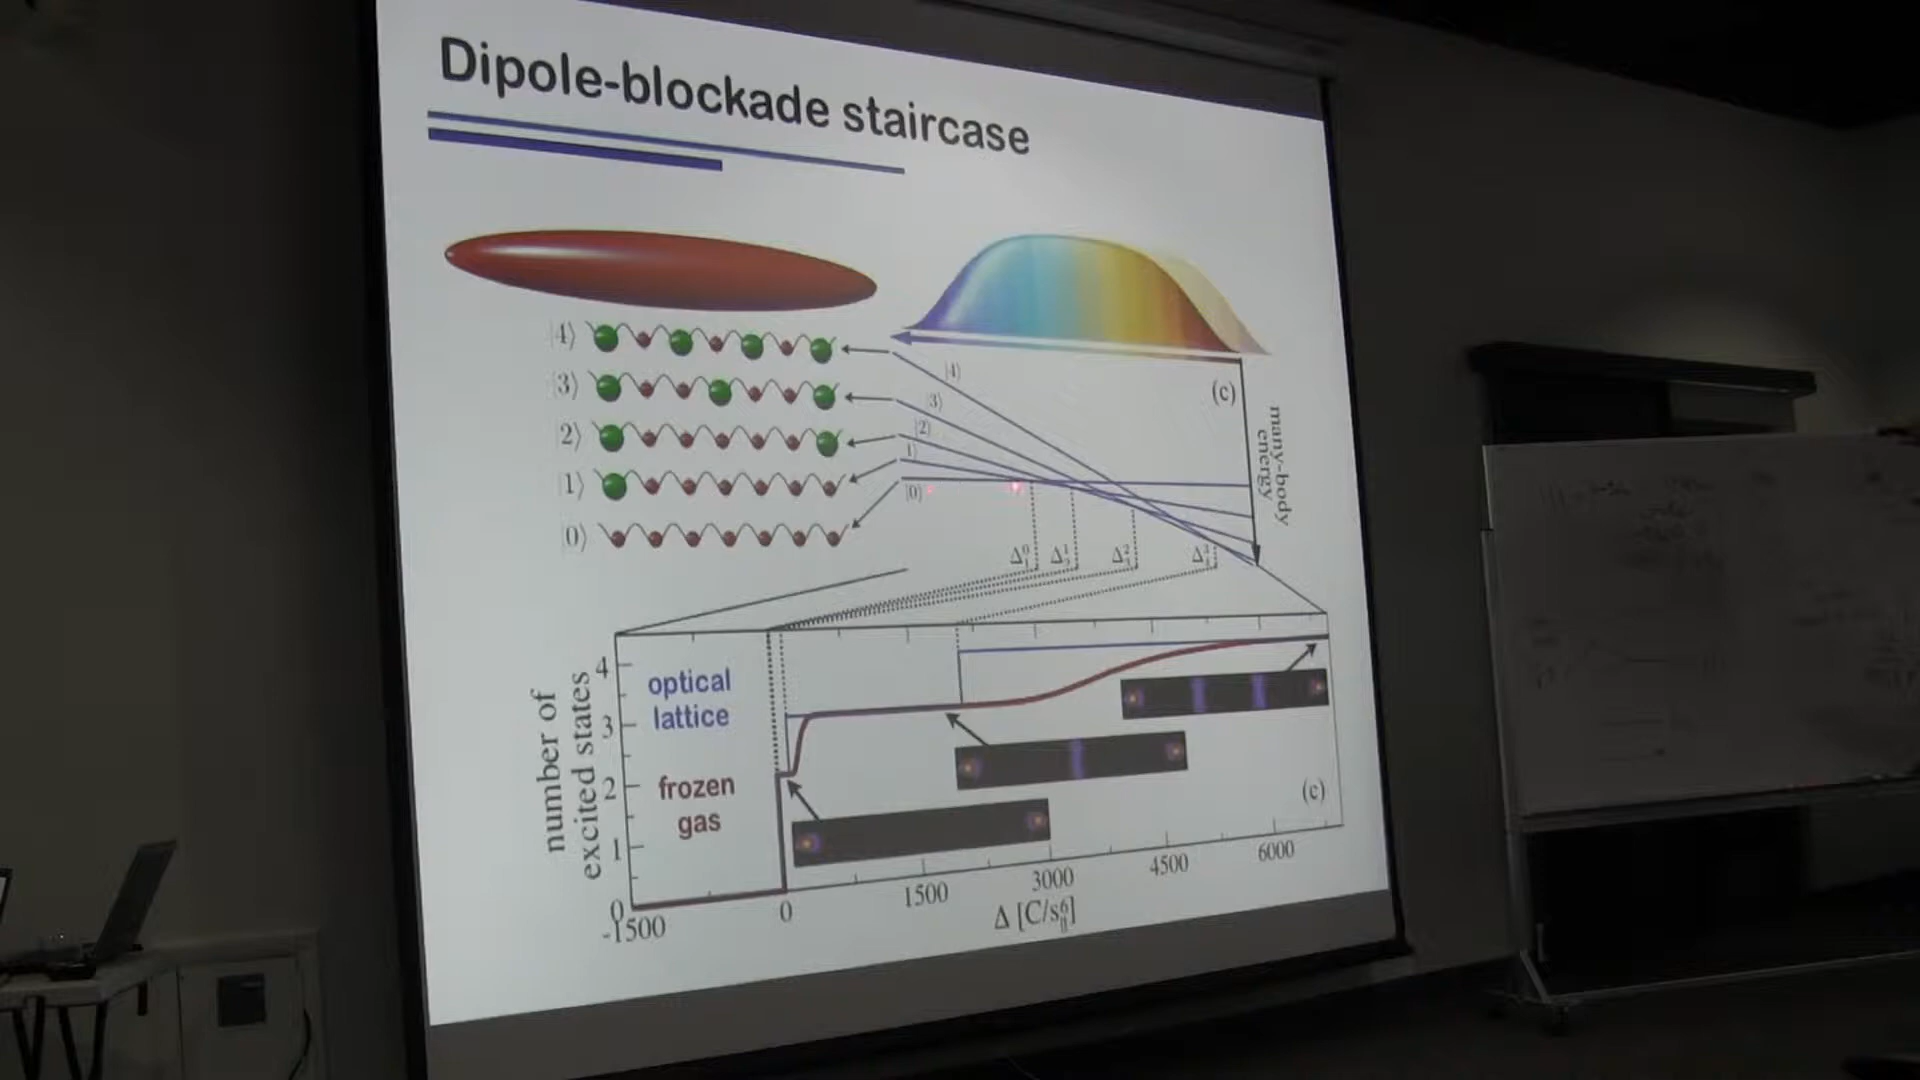 Dipole-blockade staircase
|4⟩
|3⟩
|2⟩
|1⟩
|0⟩
|4⟩
|3⟩
|2⟩
|1⟩
|0⟩
(c)
many-body
energy
number of
excited states
4
3
2
1
0
optical
lattice
frozen
gas
(c)
-1500
0
1500
3000
4500
6000
Δ [C/s⁶]